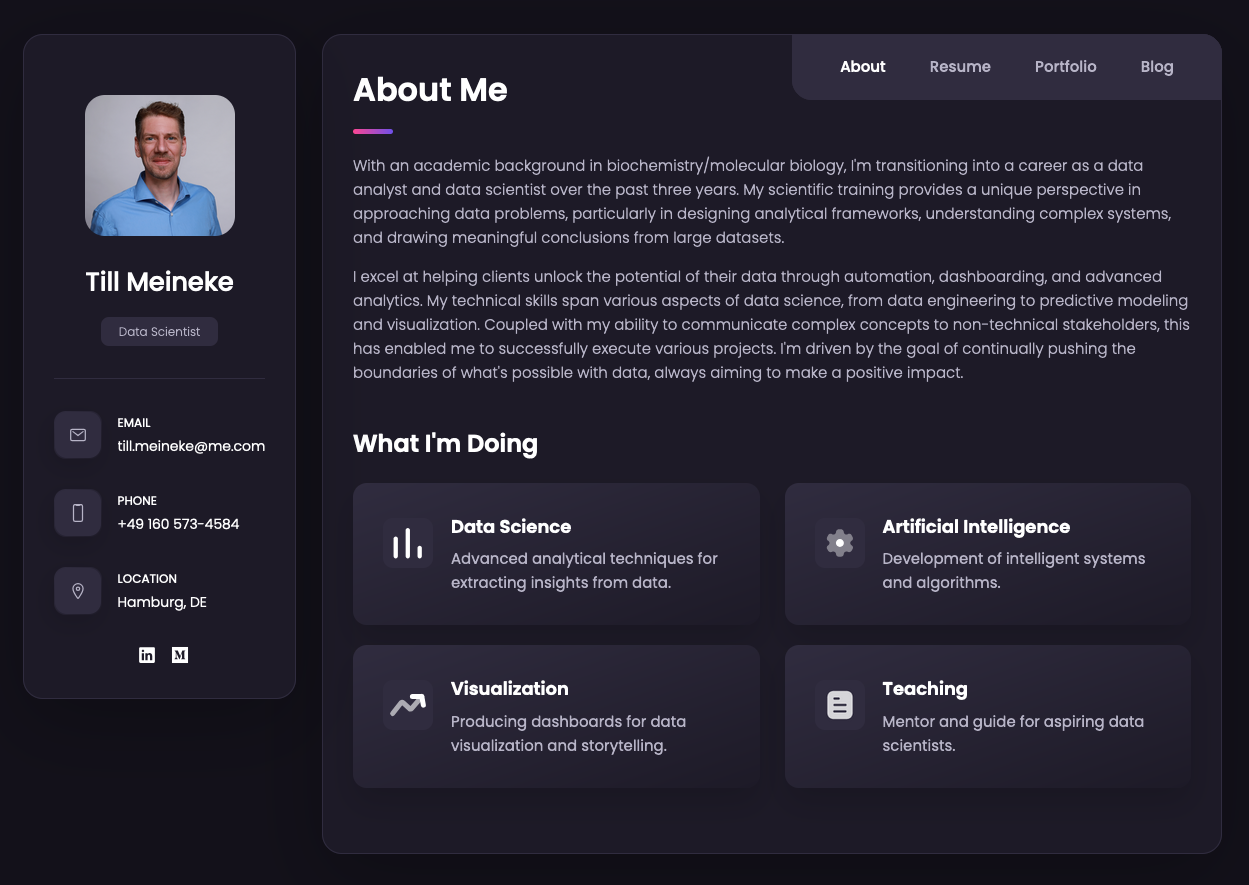 Till Meineke
Data Scientist
EMAIL
till.meineke@me.com
PHONE
+49 160 573-4584
LOCATION
Hamburg, DE
in M
About Resume Portfolio Blog
About Me
With an academic background in biochemistry/molecular biology, I'm transitioning into a career as a data
analyst and data scientist over the past three years. My scientific training provides a unique perspective in
approaching data problems, particularly in designing analytical frameworks, understanding complex systems,
and drawing meaningful conclusions from large datasets.
I excel at helping clients unlock the potential of their data through automation, dashboarding, and advanced
analytics. My technical skills span various aspects of data science, from data engineering to predictive modeling
and visualization. Coupled with my ability to communicate complex concepts to non-technical stakeholders, this
has enabled me to successfully execute various projects. I'm driven by the goal of continually pushing the
boundaries of what's possible with data, always aiming to make a positive impact.
What I'm Doing
Data Science
Advanced analytical techniques for
extracting insights from data.
Artificial Intelligence
Development of intelligent systems
and algorithms.
Visualization
Producing dashboards for data
visualization and storytelling.
Teaching
Mentor and guide for aspiring data
scientists.